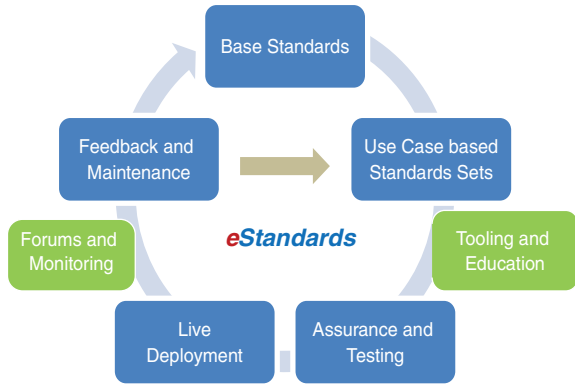 Base Standards
Feedback and
Maintenance
Use Case based
Standards Sets
Forums and
Monitoring
eStandards
Tooling and
Education
Live
Deployment
Assurance and
Testing